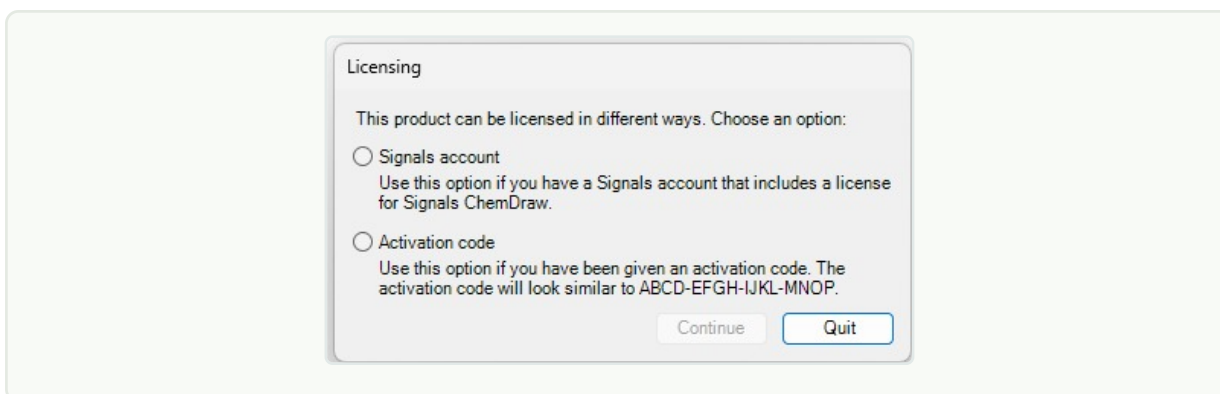 Licensing
This product can be licensed in different ways. Choose an option:
Signals account
Use this option if you have a Signals account that includes a license
for Signals ChemDraw.
Activation code
Use this option if you have been given an activation code. The
activation code will look similar to ABCD-EFGH-IJKL-MNOP.
Continue Quit